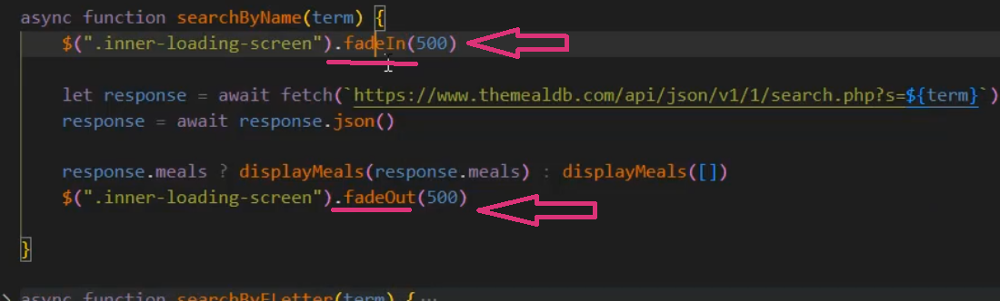 async function searchByName(term) {
$(".inner-loading-screen").fadeIn(500)
let response = await fetch(`https://www.themealdb.com/api/json/v1/1/search.php?s=${term}`)
response = await response.json()
response.meals ? displayMeals(response.meals) : displayMeals([])
$(".inner-loading-screen").fadeOut(500)
}
async function searchByFLetter(term) {...